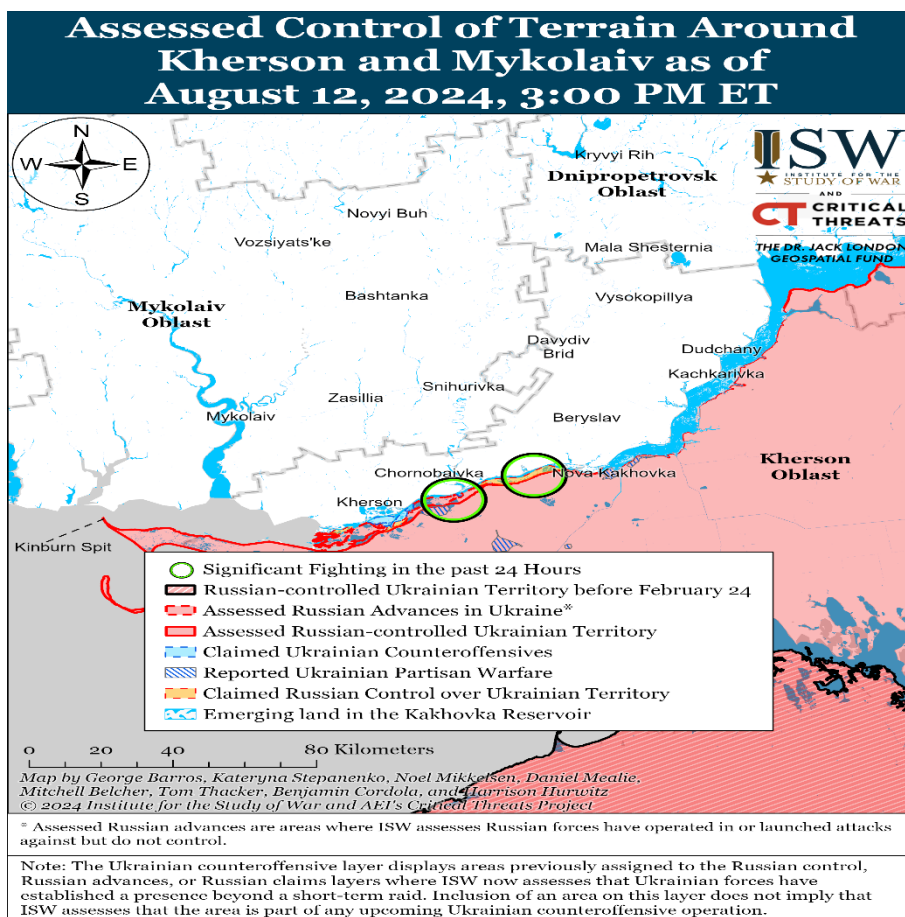 Assessed Control of Terrain Around
Kherson and Mykolaiv as of
August 12, 2024, 3:00 PM ET
N
W E
S
ISW
INSTITUTE FOR THE
STUDY OF WAR
AND
CT CRITICAL
THREATS
THE DR. JACK LONDON
GEOSPATIAL FUND
Kryvyi Rih
Dnipropetrovsk
Oblast
Novyi Buh
Vozsiyats'ke
Mala Shesternia
Bashtanka
Vysokopillya
Mykolaiv
Oblast
Davydiv
Brid
Dudchany
Kachkarivka
Snihurivka
Zasillia
Mykolaiv
Beryslav
Chornobaivka
Nova Kakhovka
Kherson
Oblast
Kherson
Kinburn Spit
Significant Fighting in the past 24 Hours
Russian-controlled Ukrainian Territory before February 24
Assessed Russian Advances in Ukraine*
Assessed Russian-controlled Ukrainian Territory
Claimed Ukrainian Counteroffensives
Reported Ukrainian Partisan Warfare
Claimed Russian Control over Ukrainian Territory
Emerging land in the Kakhovka Reservoir
0 20 40 80 Kilometers
Map by George Barros, Kateryna Stepanenko, Noel Mikkelsen, Daniel Mealie,
Mitchell Belcher, Tom Thacker, Benjamin Cordola, and Harrison Hurwitz
© 2024 Institute for the Study of War and AEI's Critical Threats Project
* Assessed Russian advances are areas where ISW assesses Russian forces have operated in or launched attacks
against but do not control.
Note: The Ukrainian counteroffensive layer displays areas previously assigned to the Russian control,
Russian advances, or Russian claims layers where ISW now assesses that Ukrainian forces have
established a presence beyond a short-term raid. Inclusion of an area on this layer does not imply that
ISW assesses that the area is part of any upcoming Ukrainian counteroffensive operation.